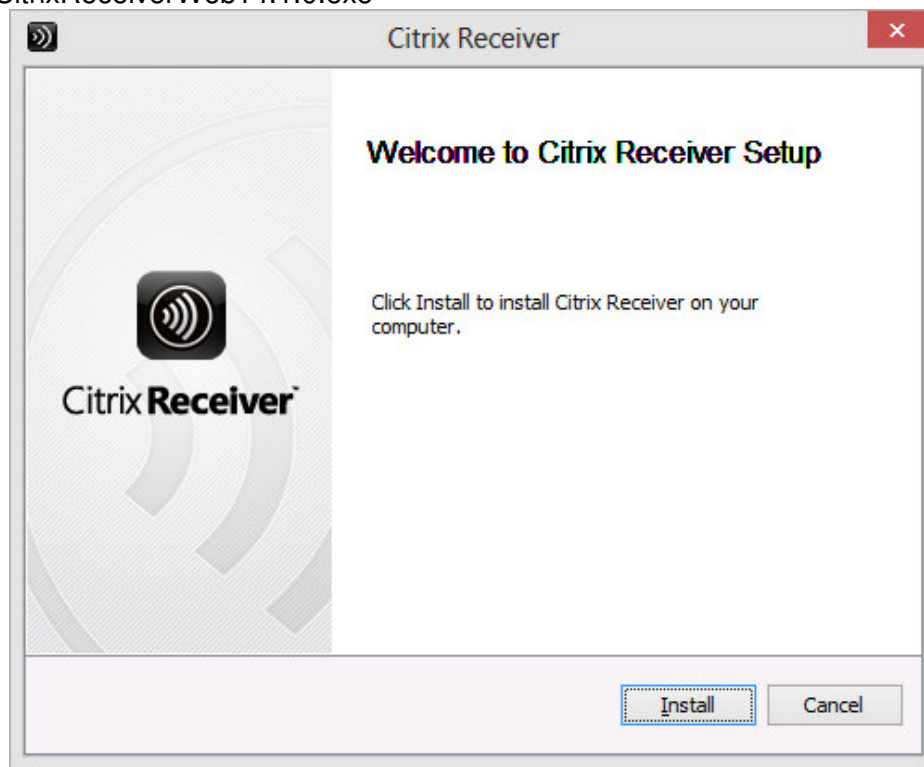 Citrix Receiver
Welcome to Citrix Receiver Setup
Click Install to install Citrix Receiver on your
computer.
Citrix Receiver™
Install
Cancel